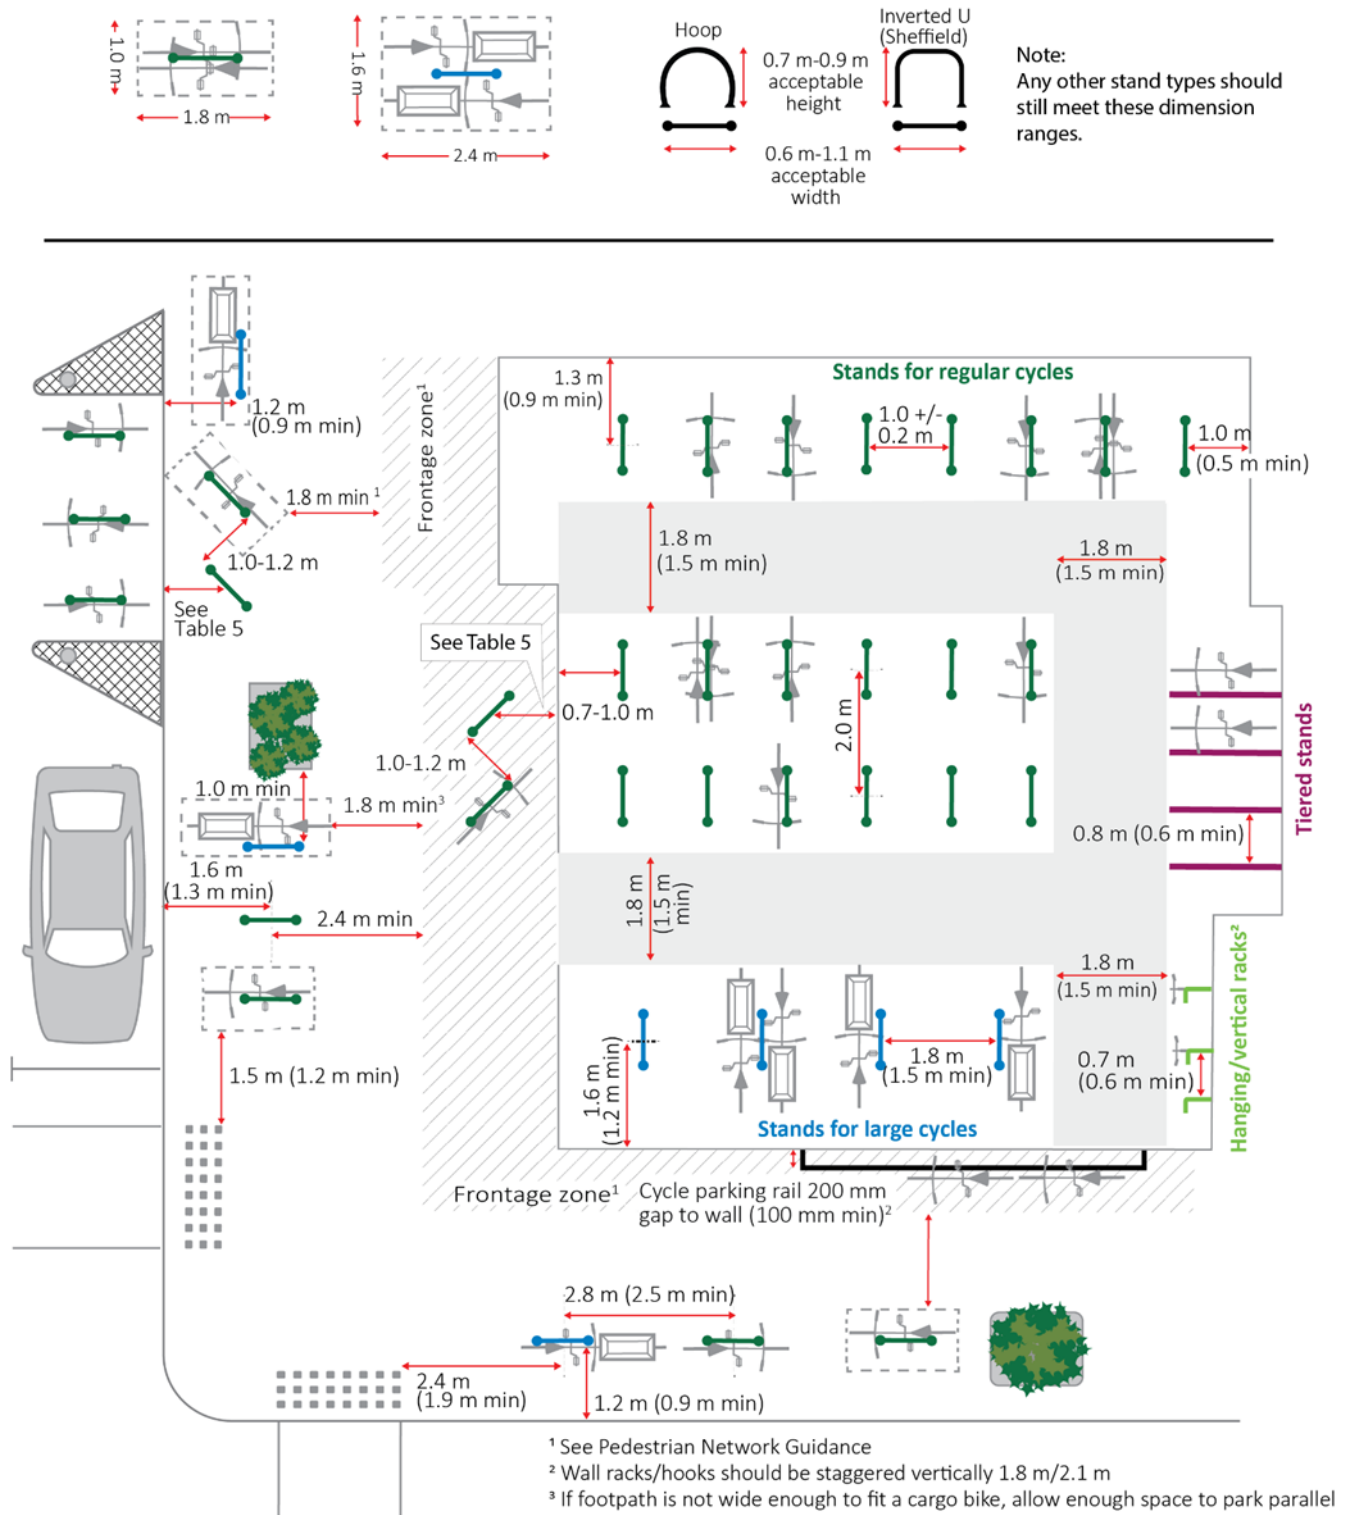 1.0 m
1.8 m
1.6 m
2.4 m
Hoop
0.7 m-0.9 m
acceptable
height
0.6 m-1.1 m
acceptable
width
Inverted U
(Sheffield)
Note:
Any other stand types should
still meet these dimension
ranges.
1.2 m
(0.9 m min)
1.8 m min ¹
1.0-1.2 m
See
Table 5
Frontage zone¹
1.3 m
(0.9 m min)
Stands for regular cycles
1.0 +/-
0.2 m
1.0 m
(0.5 m min)
1.8 m
(1.5 m min)
1.8 m
(1.5 m min)
See Table 5
0.7-1.0 m
1.0-1.2 m
2.0 m
Tiered stands
0.8 m (0.6 m min)
1.0 m min
1.8 m min³
1.6 m
(1.3 m min)
2.4 m min
1.8 m
(1.5 m
min)
1.8 m
(1.5 m min)
Hanging/vertical racks²
0.7 m
(0.6 m min)
1.5 m (1.2 m min)
1.6 m
(1.2 m min)
1.8 m
(1.5 m min)
Stands for large cycles
Frontage zone¹
Cycle parking rail 200 mm
gap to wall (100 mm min)²
2.8 m (2.5 m min)
2.4 m
(1.9 m min)
1.2 m (0.9 m min)
¹ See Pedestrian Network Guidance
² Wall racks/hooks should be staggered vertically 1.8 m/2.1 m
³ If footpath is not wide enough to fit a cargo bike, allow enough space to park parallel